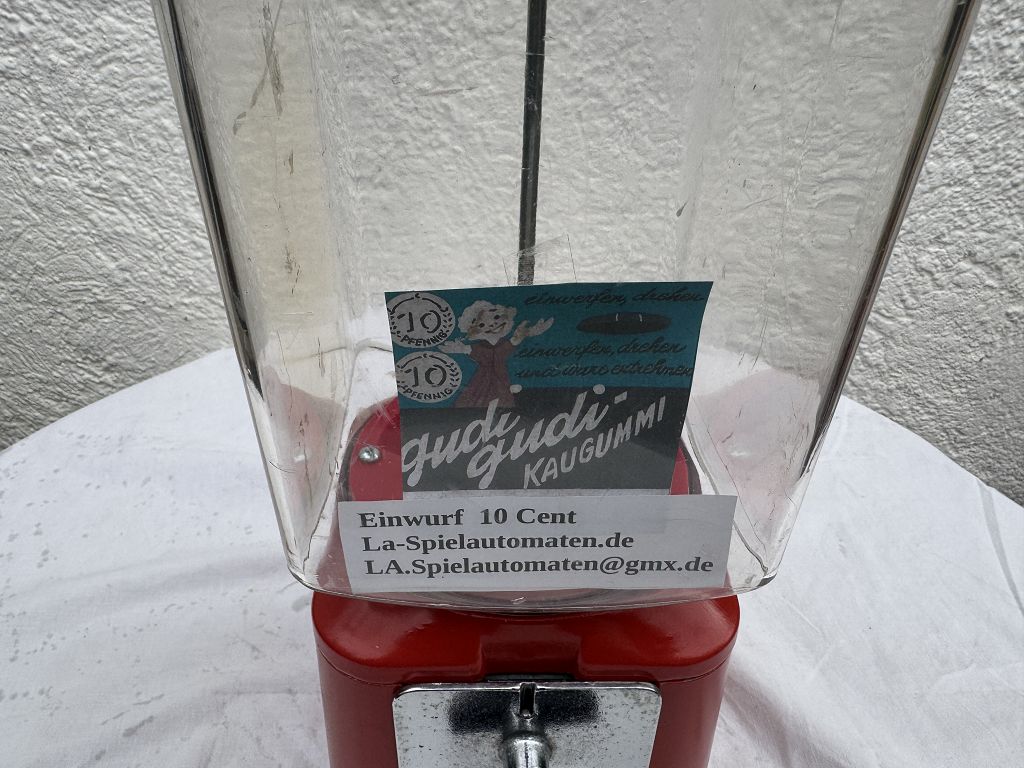 10
PFENNIG
10
PFENNIG
einwerfen, drehen
einwerfen, drehen
und ware entnehmen
gudi
gudi-
KAUGUMMI
Einwurf 10 Cent
La-Spielautomaten.de
LA.Spielautomaten@gmx.de